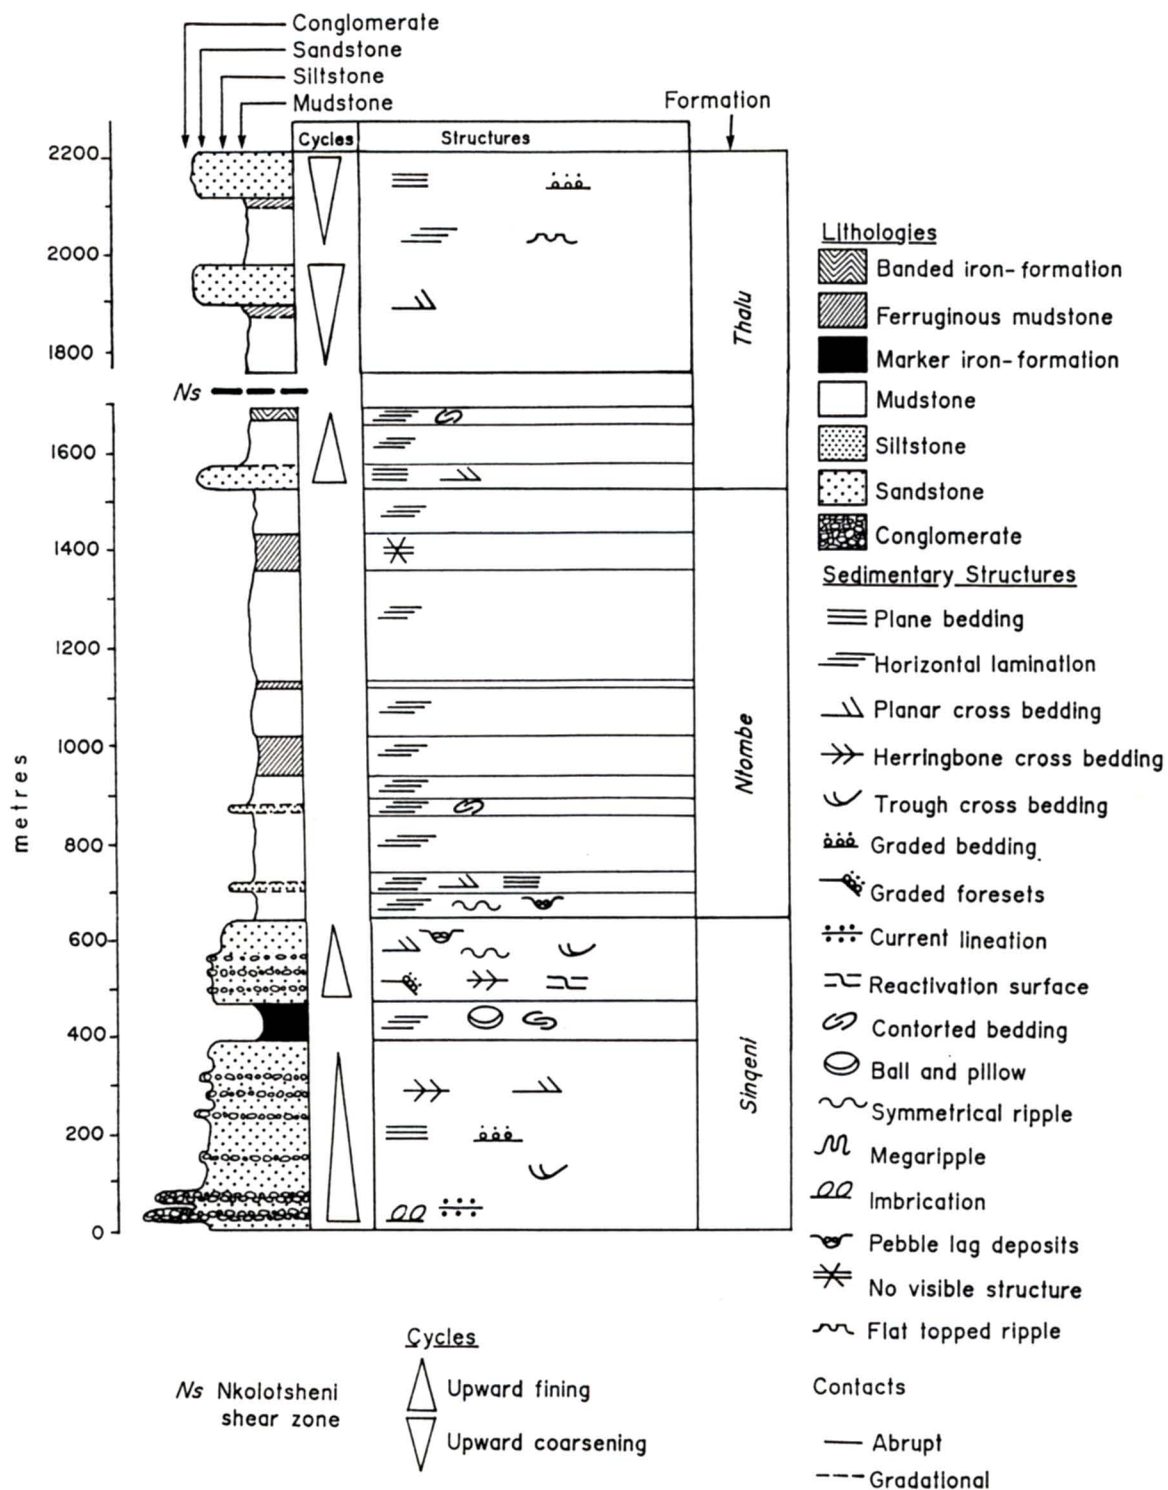 Conglomerate
Sandstone
Siltstone
Mudstone
Formation
Cycles
Structures
2200
2000
1800
Ns
1600
1400
1200
1000
800
600
400
200
0
metres
Thalu
Ntombe
Sinqeni
Lithologies
Banded iron-formation
Ferruginous mudstone
Marker iron-formation
Mudstone
Siltstone
Sandstone
Conglomerate
Sedimentary Structures
Plane bedding
Horizontal lamination
Planar cross bedding
Herringbone cross bedding
Trough cross bedding
Graded bedding
Graded foresets
Current lineation
Reactivation surface
Contorted bedding
Ball and pillow
Symmetrical ripple
Megaripple
Imbrication
Pebble lag deposits
No visible structure
Flat topped ripple
Contacts
Abrupt
Gradational
Cycles
Upward fining
Upward coarsening
Ns Nkolotsheni
shear zone